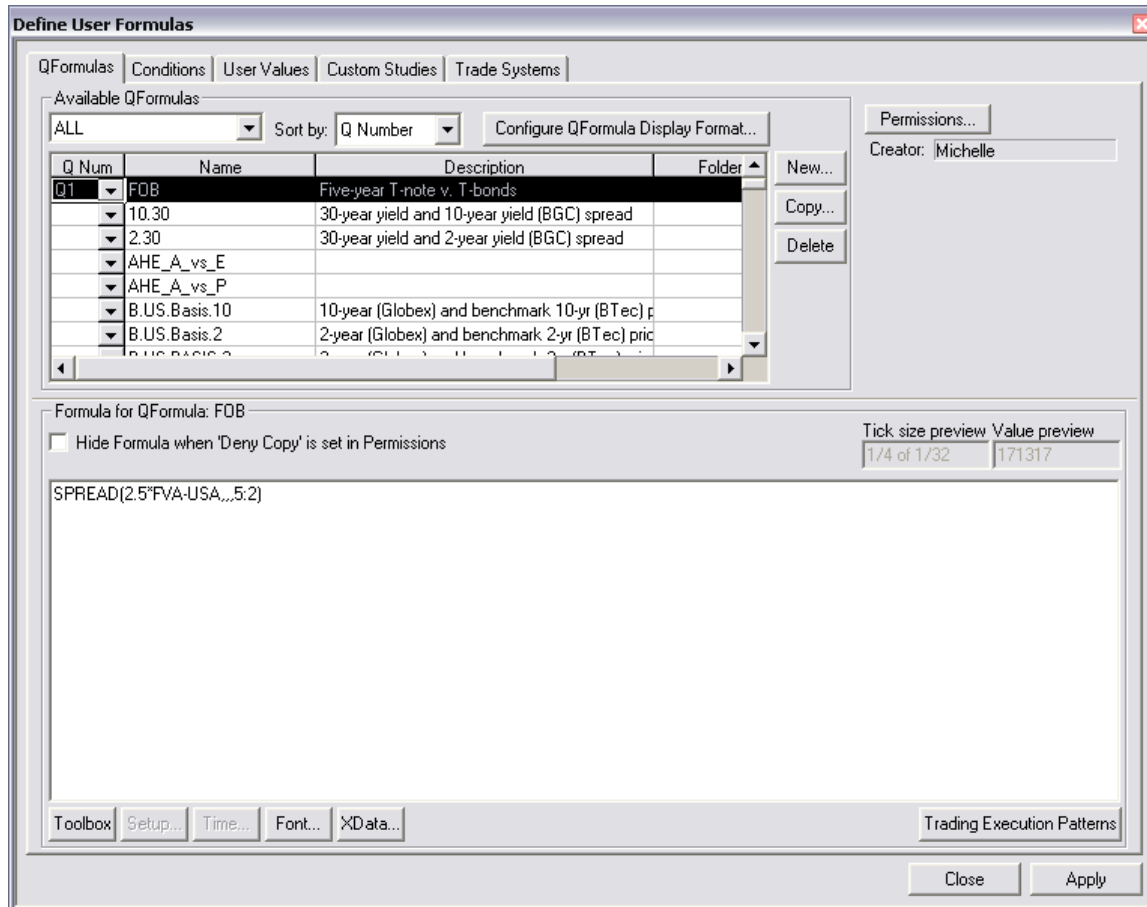 Define User Formulas
QFormulas Conditions User Values Custom Studies Trade Systems
Available QFormulas
ALL Sort by: Q Number Configure QFormula Display Format...
Permissions...
Creator: Michelle
Q Num Name Description Folder
New...
Q1 FOB Five-year T-note v. T-bonds
10.30 30-year yield and 10-year yield (BGC) spread
Copy...
2.30 30-year yield and 2-year yield (BGC) spread
Delete
AHE_A_vs_E
AHE_A_vs_P
B.US.Basis.10 10-year (Globex) and benchmark 10-yr (BTec) p
B.US.Basis.2 2-year (Globex) and benchmark 2-yr (BTec) pric
Formula for QFormula: FOB
Hide Formula when 'Deny Copy' is set in Permissions
Tick size preview Value preview
1/4 of 1/32 171317
SPREAD(2.5*FVA-USA,,,5:2)
Toolbox Setup... Time... Font... XData... Trading Execution Patterns
Close Apply